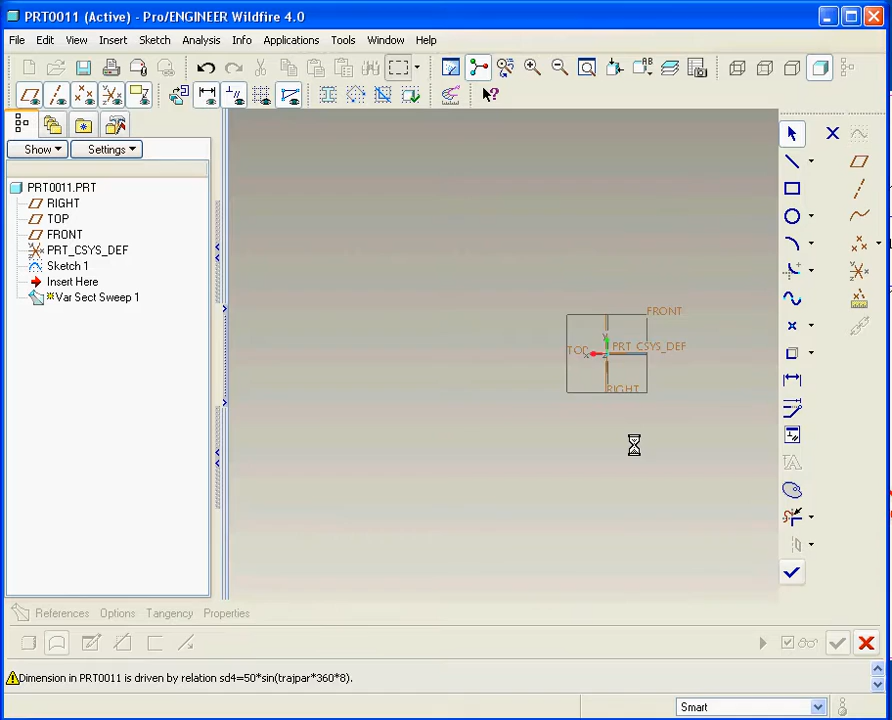 PRT0011 (Active) - Pro/ENGINEER Wildfire 4.0
File Edit View Insert Sketch Analysis Info Applications Tools Window Help
Show Settings
PRT0011.PRT
RIGHT
TOP
FRONT
PRT_CSYS_DEF
Sketch 1
Insert Here
Var Sect Sweep 1
FRONT
Y
TOP X Z PRT_CSYS_DEF
RIGHT
References Options Tangency Properties
Dimension in PRT0011 is driven by relation sd4=50*sin(trajpar*360*8).
Smart